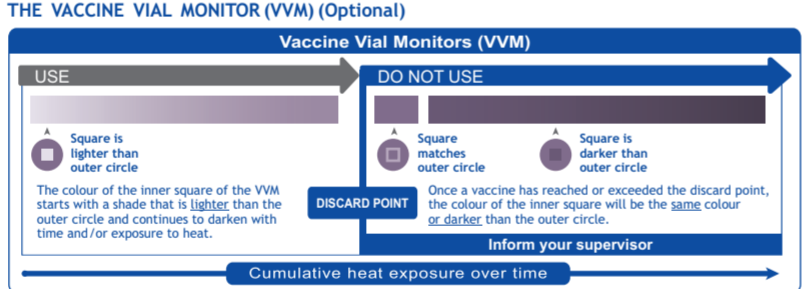 THE VACCINE VIAL MONITOR (VVM) (Optional)
Vaccine Vial Monitors (VVM)
USE
Square is
lighter than
outer circle
The colour of the inner square of the VVM
starts with a shade that is lighter than the
outer circle and continues to darken with
time and/or exposure to heat.
DO NOT USE
Square
matches
outer circle
Square is
darker than
outer circle
DISCARD POINT
Once a vaccine has reached or exceeded the discard point,
the colour of the inner square will be the same colour
or darker than the outer circle.
Inform your supervisor
Cumulative heat exposure over time